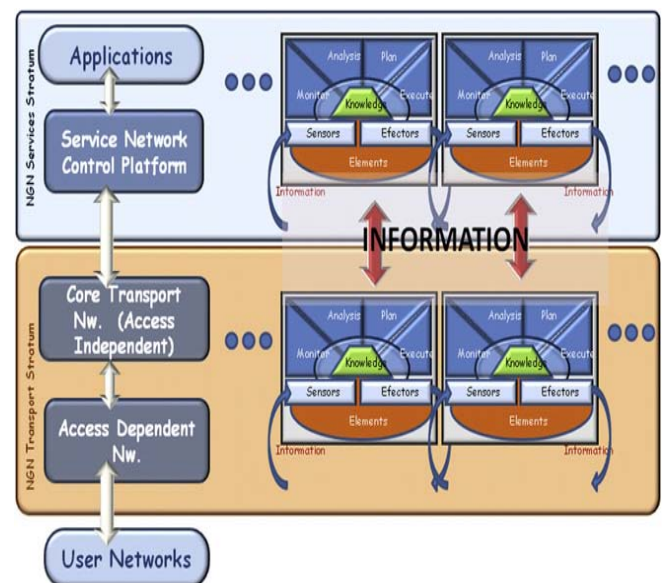 NGN Services Stratum
Applications
Service Network
Control Platform
Analysis Plan
Monitor Execute
Knowledge
Sensors Efectors
Elements
Information
Analysis Plan
Monitor Execute
Knowledge
Sensors Efectors
Elements
Information
INFORMATION
NGN Transport Stratum
Core Transport
Nw. (Access
Independent)
Access Dependent
Nw.
Analysis Plan
Monitor Execute
Knowledge
Sensors Efectors
Elements
Information
Analysis Plan
Monitor Execute
Knowledge
Sensors Efectors
Elements
Information
User Networks